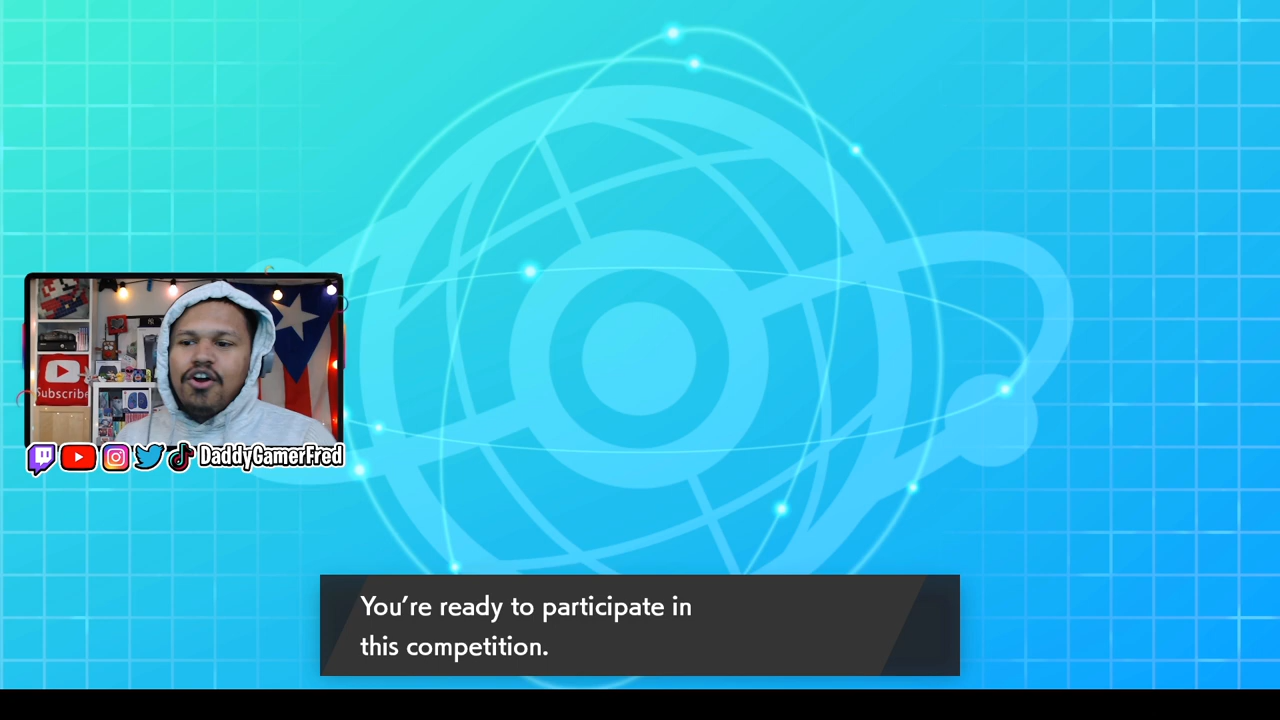 Subscribe
DaddyGamerFred
You're ready to participate in
this competition.